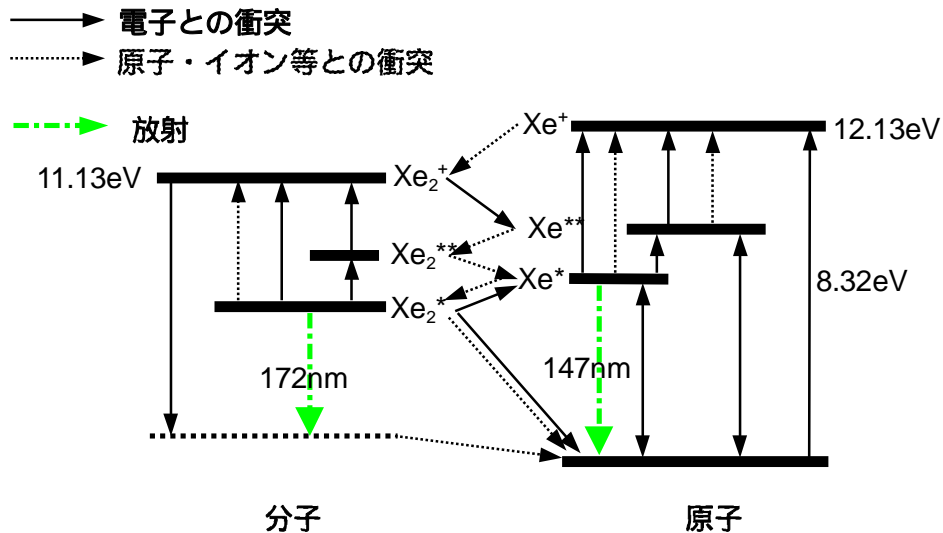 電子との衝突
原子・イオン等との衝突
放射
Xe+
12.13eV
11.13eV
Xe2+
Xe**
Xe2**
Xe*
8.32eV
Xe2*
172nm
147nm
分子
原子